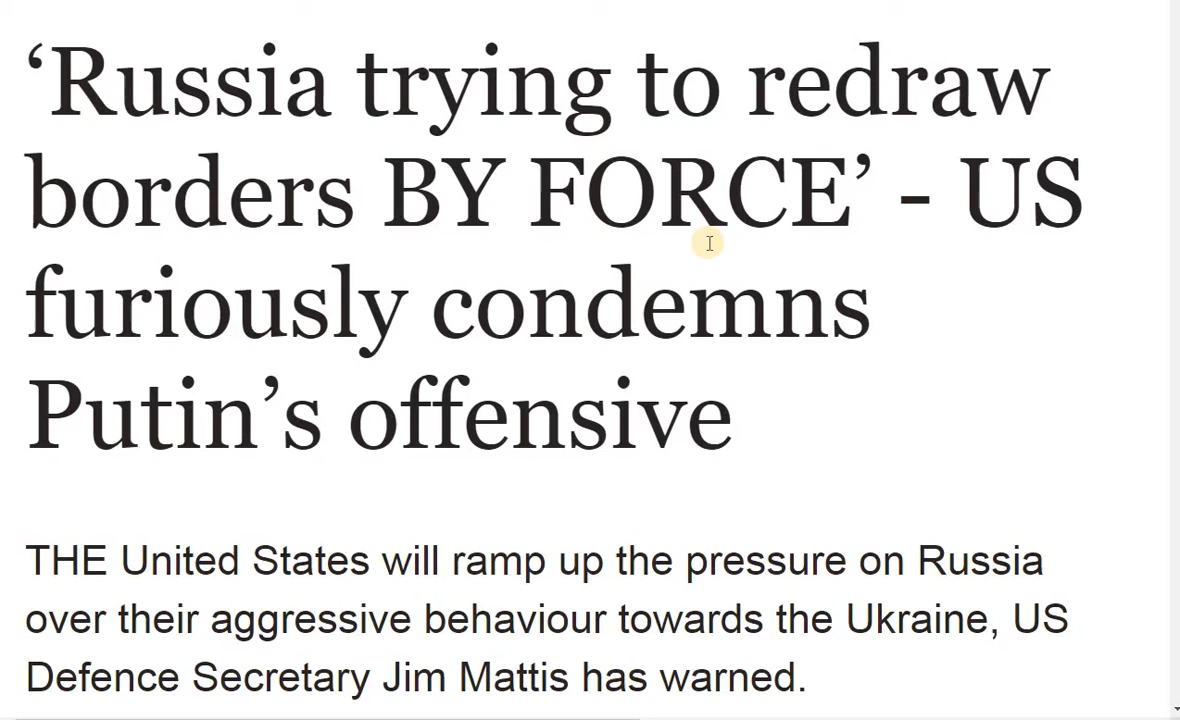 ‘Russia trying to redraw
borders BY FORCE’ - US
furiously condemns
Putin’s offensive
THE United States will ramp up the pressure on Russia
over their aggressive behaviour towards the Ukraine, US
Defence Secretary Jim Mattis has warned.